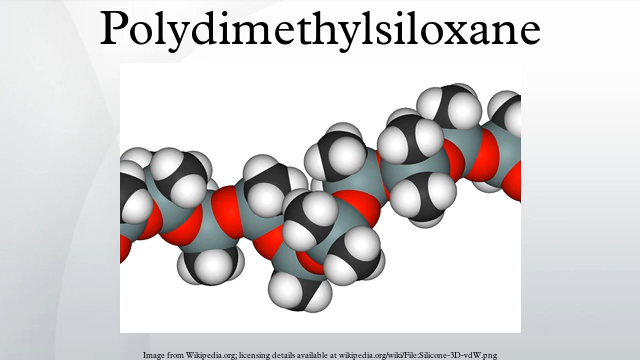 Polydimethylsiloxane
Image from Wikipedia.org; licensing details available at wikipedia.org/wiki/File:Silicone-3D-vdW.png